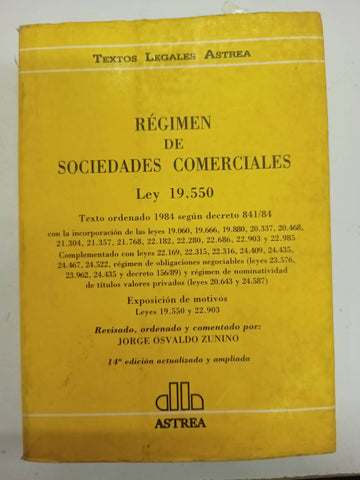 Textos Legales Astrea
RÉGIMEN
DE
SOCIEDADES COMERCIALES
Ley 19.550
Texto ordenado 1984 según decreto 841/84
con la incorporación de las leyes 19.060, 19.666, 19.880, 20.337, 20.468,
21.304, 21.357, 21.768, 22.182, 22.280, 22.686, 22.903 y 22.985
Complementado con leyes 22.169, 22.315, 22.316, 24.409, 24.435,
24.467, 24.522, régimen de obligaciones negociables (leyes 23.576,
23.962, 24.435 y decreto 156/89) y régimen de nominatividad
de títulos valores privados (leyes 20.643 y 24.587)
Exposición de motivos
Leyes 19.550 y 22.903
Revisado, ordenado y comentado por:
JORGE OSVALDO ZUNINO
14ª edición actualizada y ampliada
ASTREA